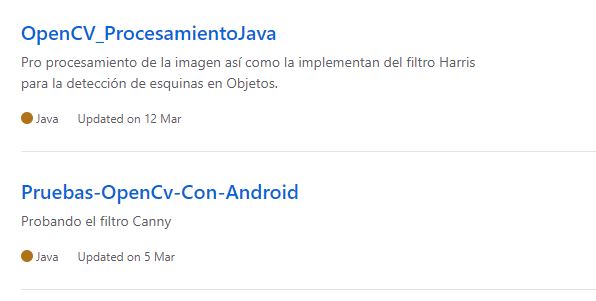 OpenCV_ProcesamientoJava
Pro procesamiento de la imagen así como la implementan del filtro Harris
para la detección de esquinas en Objetos.
Java Updated on 12 Mar
Pruebas-OpenCv-Con-Android
Probando el filtro Canny
Java Updated on 5 Mar